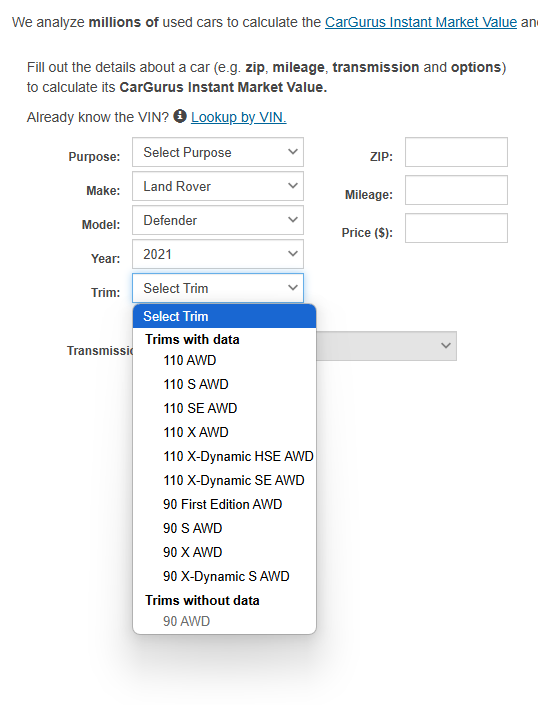 We analyze millions of used cars to calculate the CarGurus Instant Market Value an
Fill out the details about a car (e.g. zip, mileage, transmission and options)
to calculate its CarGurus Instant Market Value.
Already know the VIN? Lookup by VIN.
Purpose: Select Purpose
ZIP:
Make: Land Rover
Mileage:
Model: Defender
Price ($):
Year: 2021
Trim: Select Trim
Select Trim
Trims with data
110 AWD
Transmissio
110 S AWD
110 SE AWD
110 X AWD
110 X-Dynamic HSE AWD
110 X-Dynamic SE AWD
90 First Edition AWD
90 S AWD
90 X AWD
90 X-Dynamic S AWD
Trims without data
90 AWD